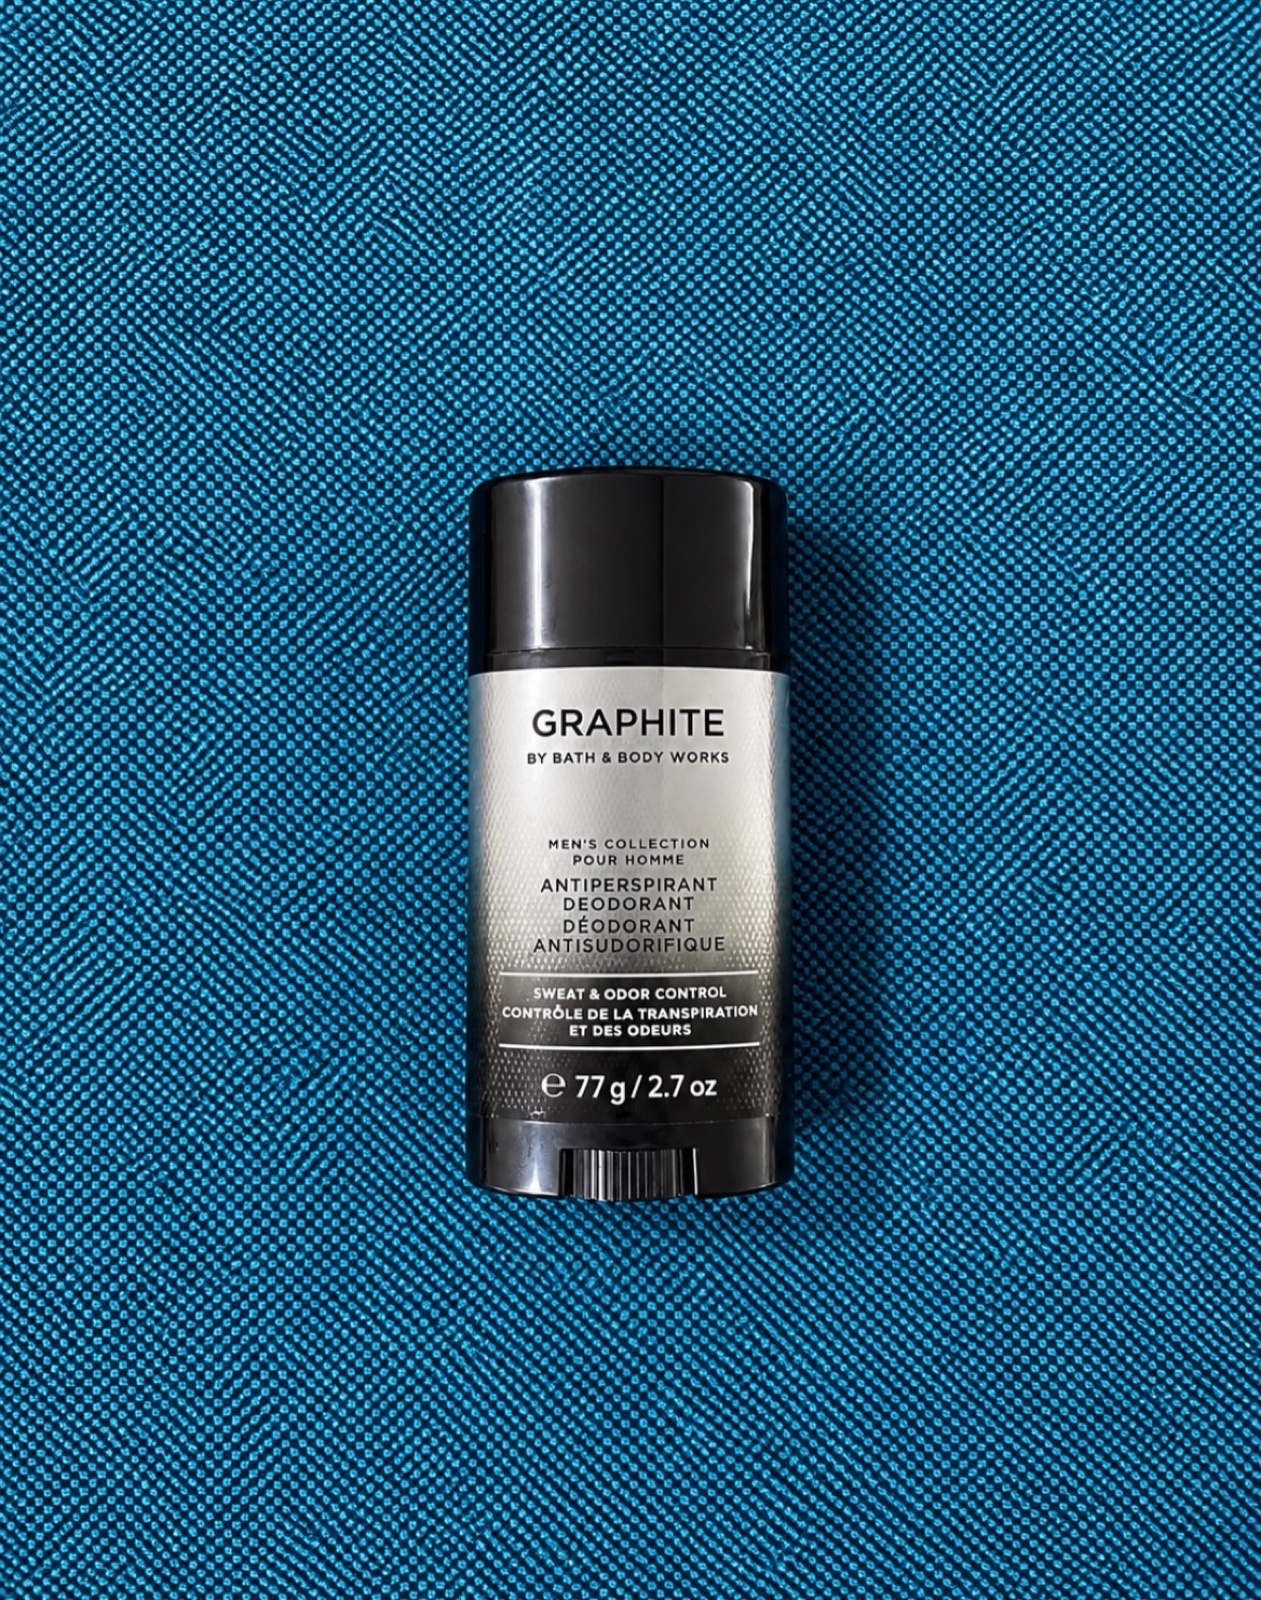 GRAPHITE
BY BATH & BODY WORKS
MEN'S COLLECTION
POUR HOMME
ANTIPERSPIRANT
DEODORANT
DÉODORANT
ANTISUDORIFIQUE
SWEAT & ODOR CONTROL
CONTRÔLE DE LA TRANSPIRATION
ET DES ODEURS
℮ 77 g / 2.7 oz